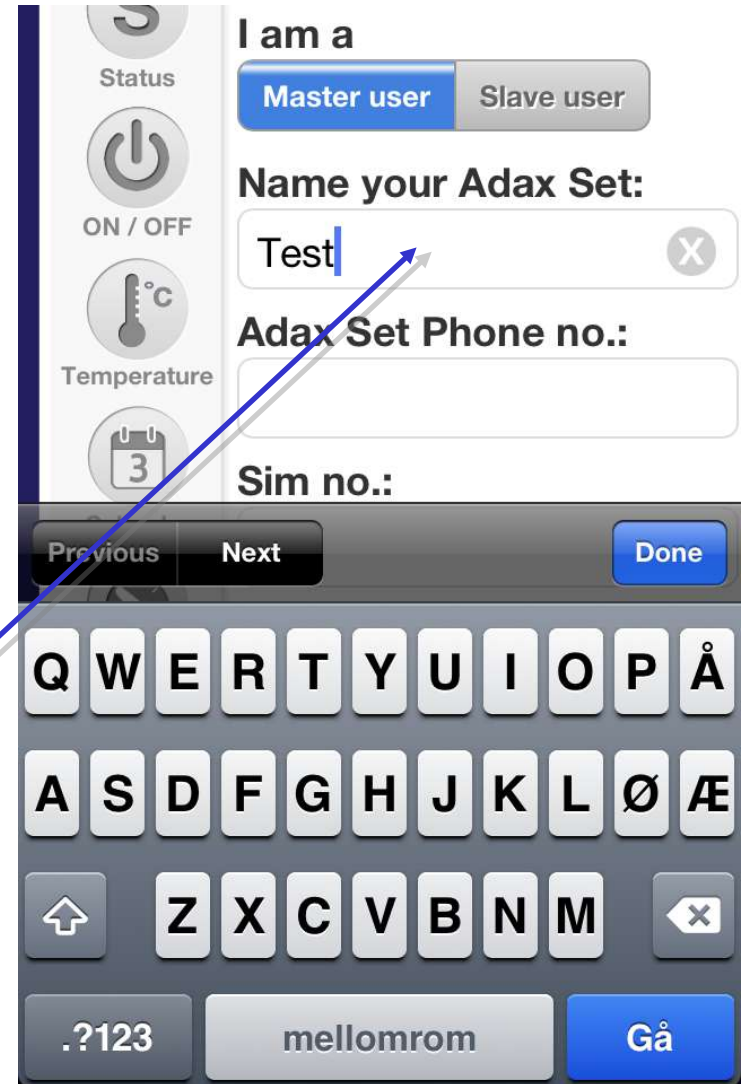 S
Status
ON / OFF
°C
Temperature
3
I am a
Master user Slave user
Name your Adax Set:
Test
X
Adax Set Phone no.:
Sim no.:
Previous Next Done
Q W E R T Y U I O P Å
A S D F G H J K L Ø Æ
Z X C V B N M
.?123 mellomrom Gå